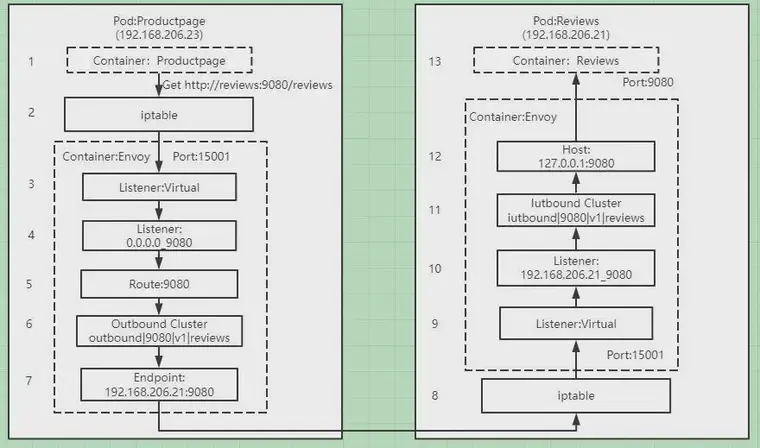 Pod:Productpage
(192.168.206.23)
1
Container: Productpage
Get http://reviews:9080/reviews
2
iptable
Container:Envoy
Port:15001
3
Listener:Virtual
4
Listener:
0.0.0.0_9080
5
Route:9080
6
Outbound Cluster
outbound|9080|v1|reviews
7
Endpoint:
192.168.206.21:9080
Pod:Reviews
(192.168.206.21)
13
Container: Reviews
Port:9080
Container:Envoy
12
Host:
127.0.0.1:9080
11
Iutbound Cluster
iutbound|9080|v1|reviews
10
Listener:
192.168.206.21_9080
9
Listener:Virtual
Port:15001
8
iptable